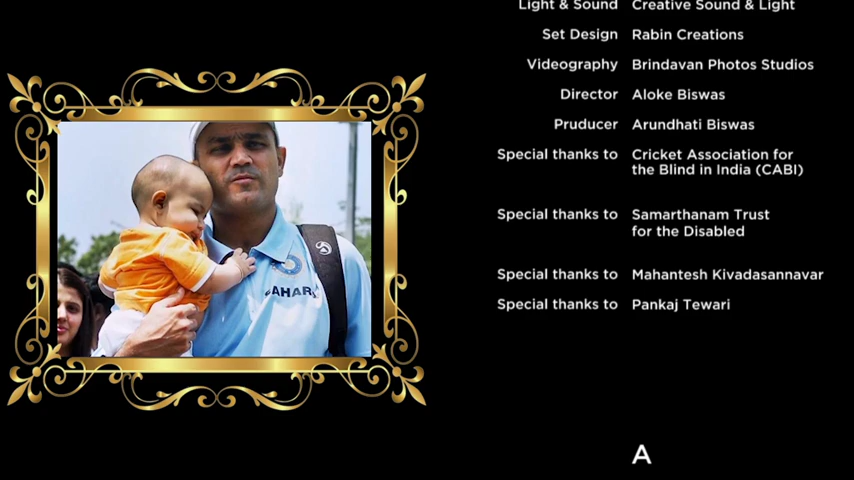 Light & Sound Creative Sound & Light
Set Design Rabin Creations
Videography Brindavan Photos Studios
Director Aloke Biswas
Pruducer Arundhati Biswas
Special thanks to Cricket Association for
the Blind in India (CABI)
Special thanks to Samarthanam Trust
for the Disabled
Special thanks to Mahantesh Kivadasannavar
Special thanks to Pankaj Tewari
A